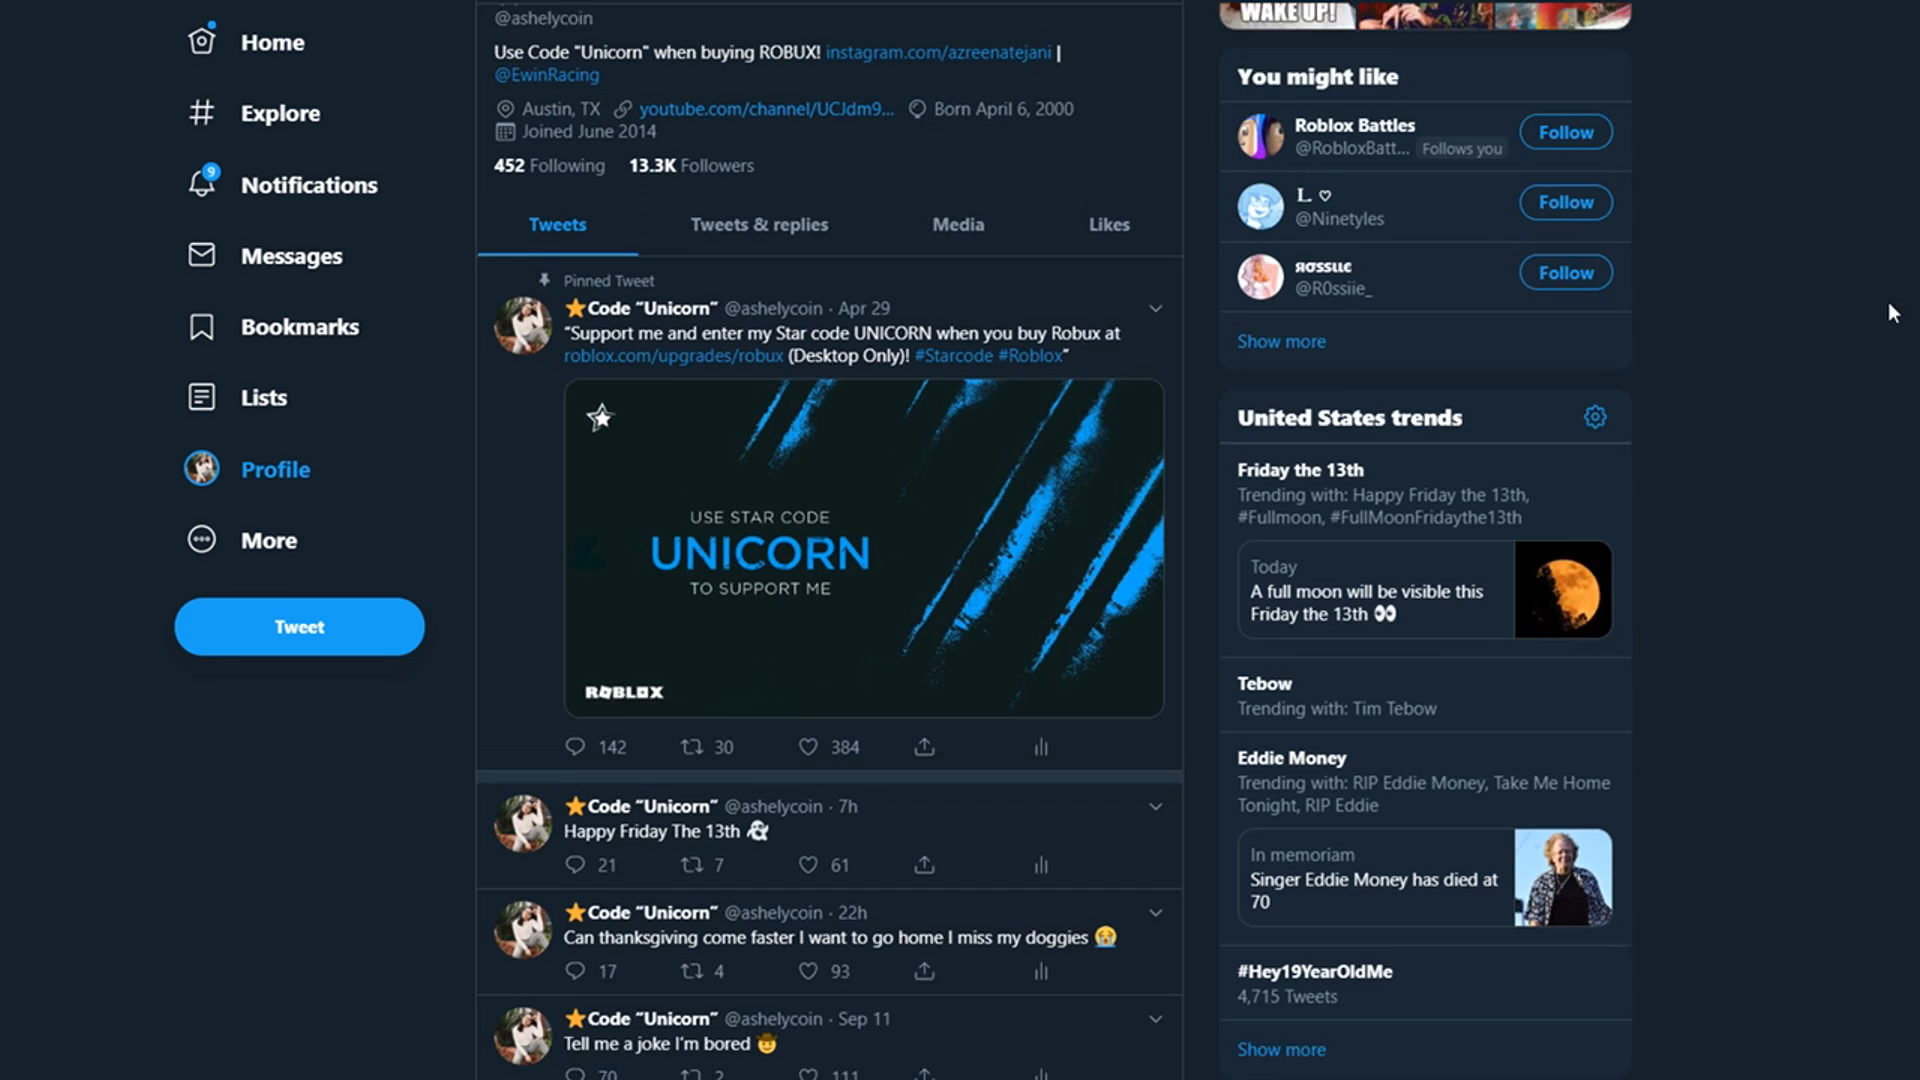 Home
Explore
9
Notifications
Messages
Bookmarks
Lists
Profile
More
Tweet
@ashelycoin
Use Code "Unicorn" when buying ROBUX! instagram.com/azreenatejani |
@EwinRacing
Austin, TX youtube.com/channel/UCJdm9... Born April 6, 2000
Joined June 2014
452 Following 13.3K Followers
Tweets Tweets & replies Media Likes
Pinned Tweet
Code “Unicorn” @ashelycoin · Apr 29
“Support me and enter my Star code UNICORN when you buy Robux at
roblox.com/upgrades/robux (Desktop Only)! #Starcode #Roblox”
USE STAR CODE
UNICORN
TO SUPPORT ME
ROBLOX
142 30 384
Code “Unicorn” @ashelycoin · 7h
Happy Friday The 13th 👻
21 7 61
Code “Unicorn” @ashelycoin · 22h
Can thanksgiving come faster I want to go home I miss my doggies 😭
17 4 93
Code “Unicorn” @ashelycoin · Sep 11
Tell me a joke I’m bored 🤠
70 2 111
WAKE UP!
You might like
Roblox Battles
@RobloxBatt... Follows you
Follow
L. ♡
@Ninetyles
Follow
яσssιιє
@R0ssiie_
Follow
Show more
United States trends
Friday the 13th
Trending with: Happy Friday the 13th,
#Fullmoon, #FullMoonFridaythe13th
Today
A full moon will be visible this
Friday the 13th 👀
Tebow
Trending with: Tim Tebow
Eddie Money
Trending with: RIP Eddie Money, Take Me Home
Tonight, RIP Eddie
In memoriam
Singer Eddie Money has died at
70
#Hey19YearOldMe
4,715 Tweets
Show more